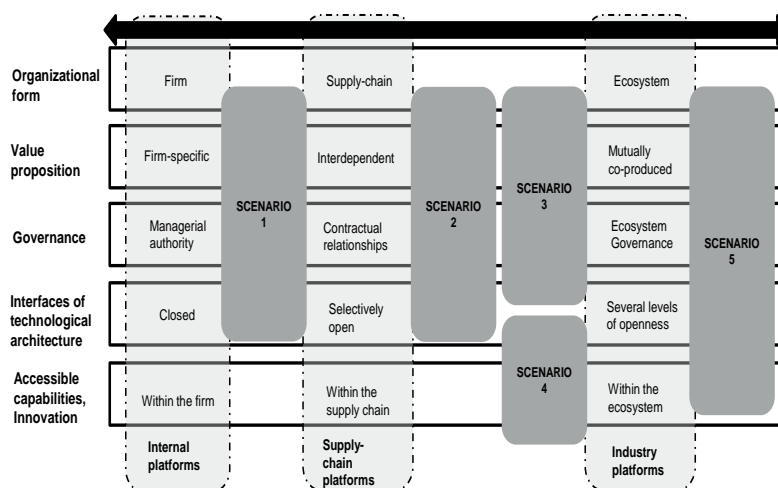 Organizational
form
Firm
Supply-chain
Ecosystem
Value
proposition
Firm-specific
Interdependent
Mutually
co-produced
SCENARIO
1
SCENARIO
2
SCENARIO
3
Governance
Managerial
authority
Contractual
relationships
Ecosystem
Governance
SCENARIO
5
Interfaces of
technological
architecture
Closed
Selectively
open
Several levels
of openness
SCENARIO
4
Accessible
capabilities,
Innovation
Within the firm
Within the
supply chain
Within the
ecosystem
Internal
platforms
Supply-
chain platforms
Industry
platforms